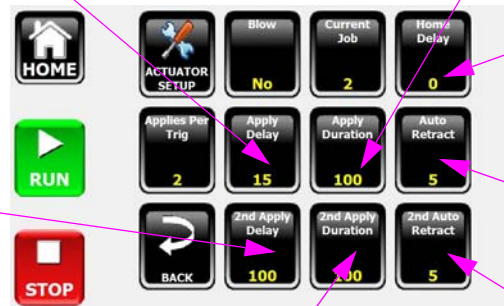 HOME
ACTUATOR
SETUP
Blow
No
Current
Job
2
Home
Delay
0
RUN
Applies Per
Trig
2
Apply
Delay
15
Apply
Duration
100
Auto
Retract
5
STOP
BACK
2nd Apply
Delay
100
2nd Apply
Duration
100
2nd Auto
Retract
5